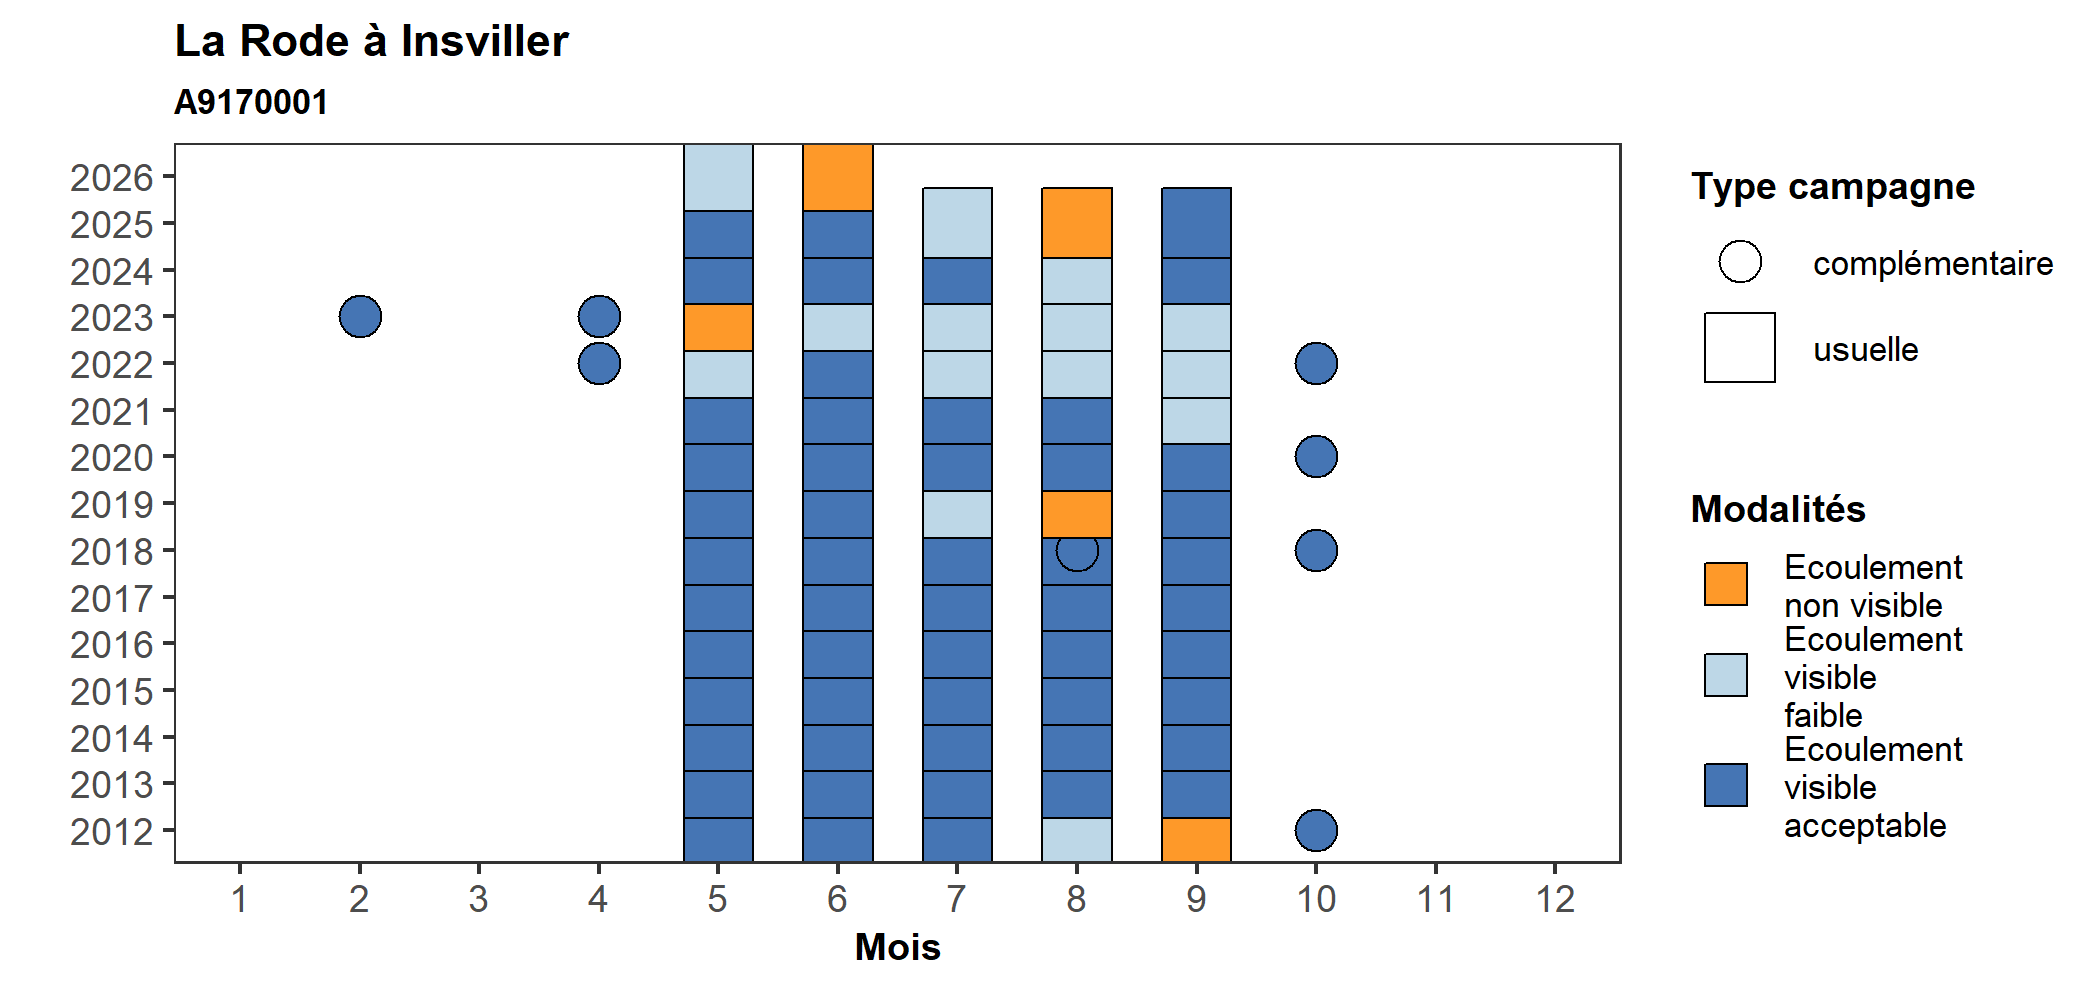 La Rode à Insviller
A9170001
2026
2025
2024
2023
2022
2021
2020
2019
2018
2017
2016
2015
2014
2013
2012
1 2 3 4 5 6 7 8 9 10 11 12
Mois
Type campagne
complémentaire
usuelle
Modalités
Ecoulement
non visible
Ecoulement
visible
faible
Ecoulement
visible
acceptable